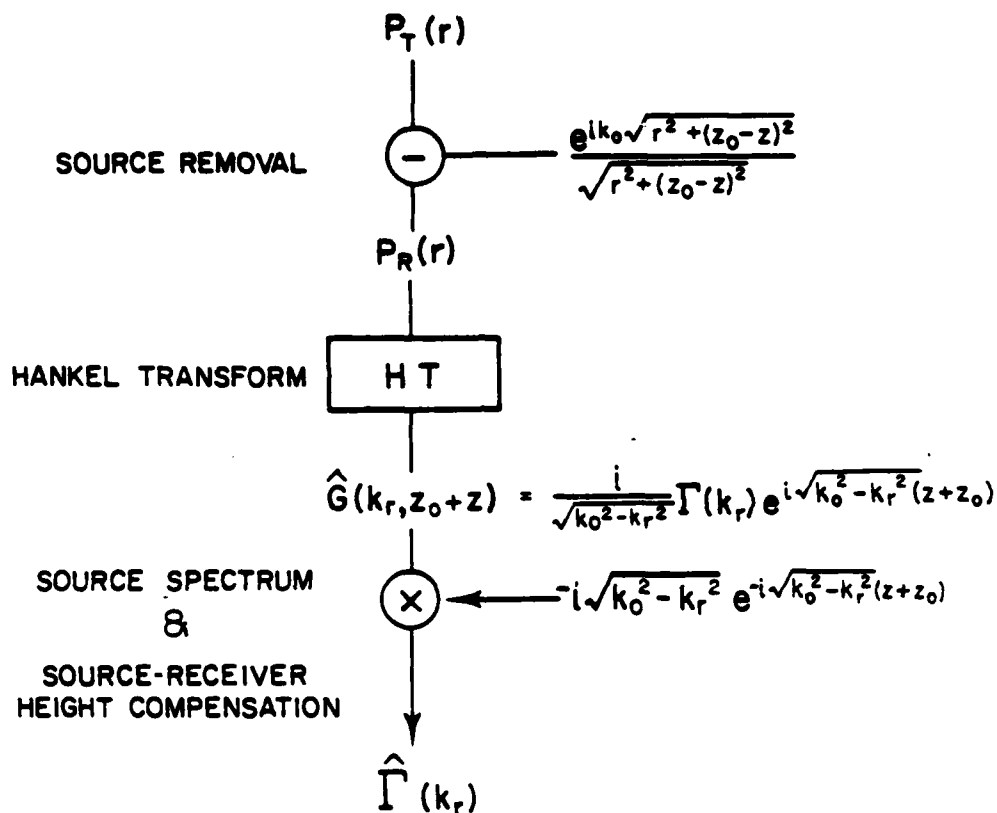 P_T(r)
SOURCE REMOVAL
−
e^{ik_0√(r^2+(z_0-z)^2)} / √(r^2+(z_0-z)^2)
P_R(r)
HANKEL TRANSFORM
HT
Ĝ(k_r,z_0+z) = i/√(k_0^2-k_r^2) Γ(k_r) e^{i√(k_0^2-k_r^2)(z+z_0)}
SOURCE SPECTRUM
&
SOURCE-RECEIVER
HEIGHT COMPENSATION
×
-i√(k_0^2-k_r^2) e^{-i√(k_0^2-k_r^2)(z+z_0)}
Γ̂(k_r)